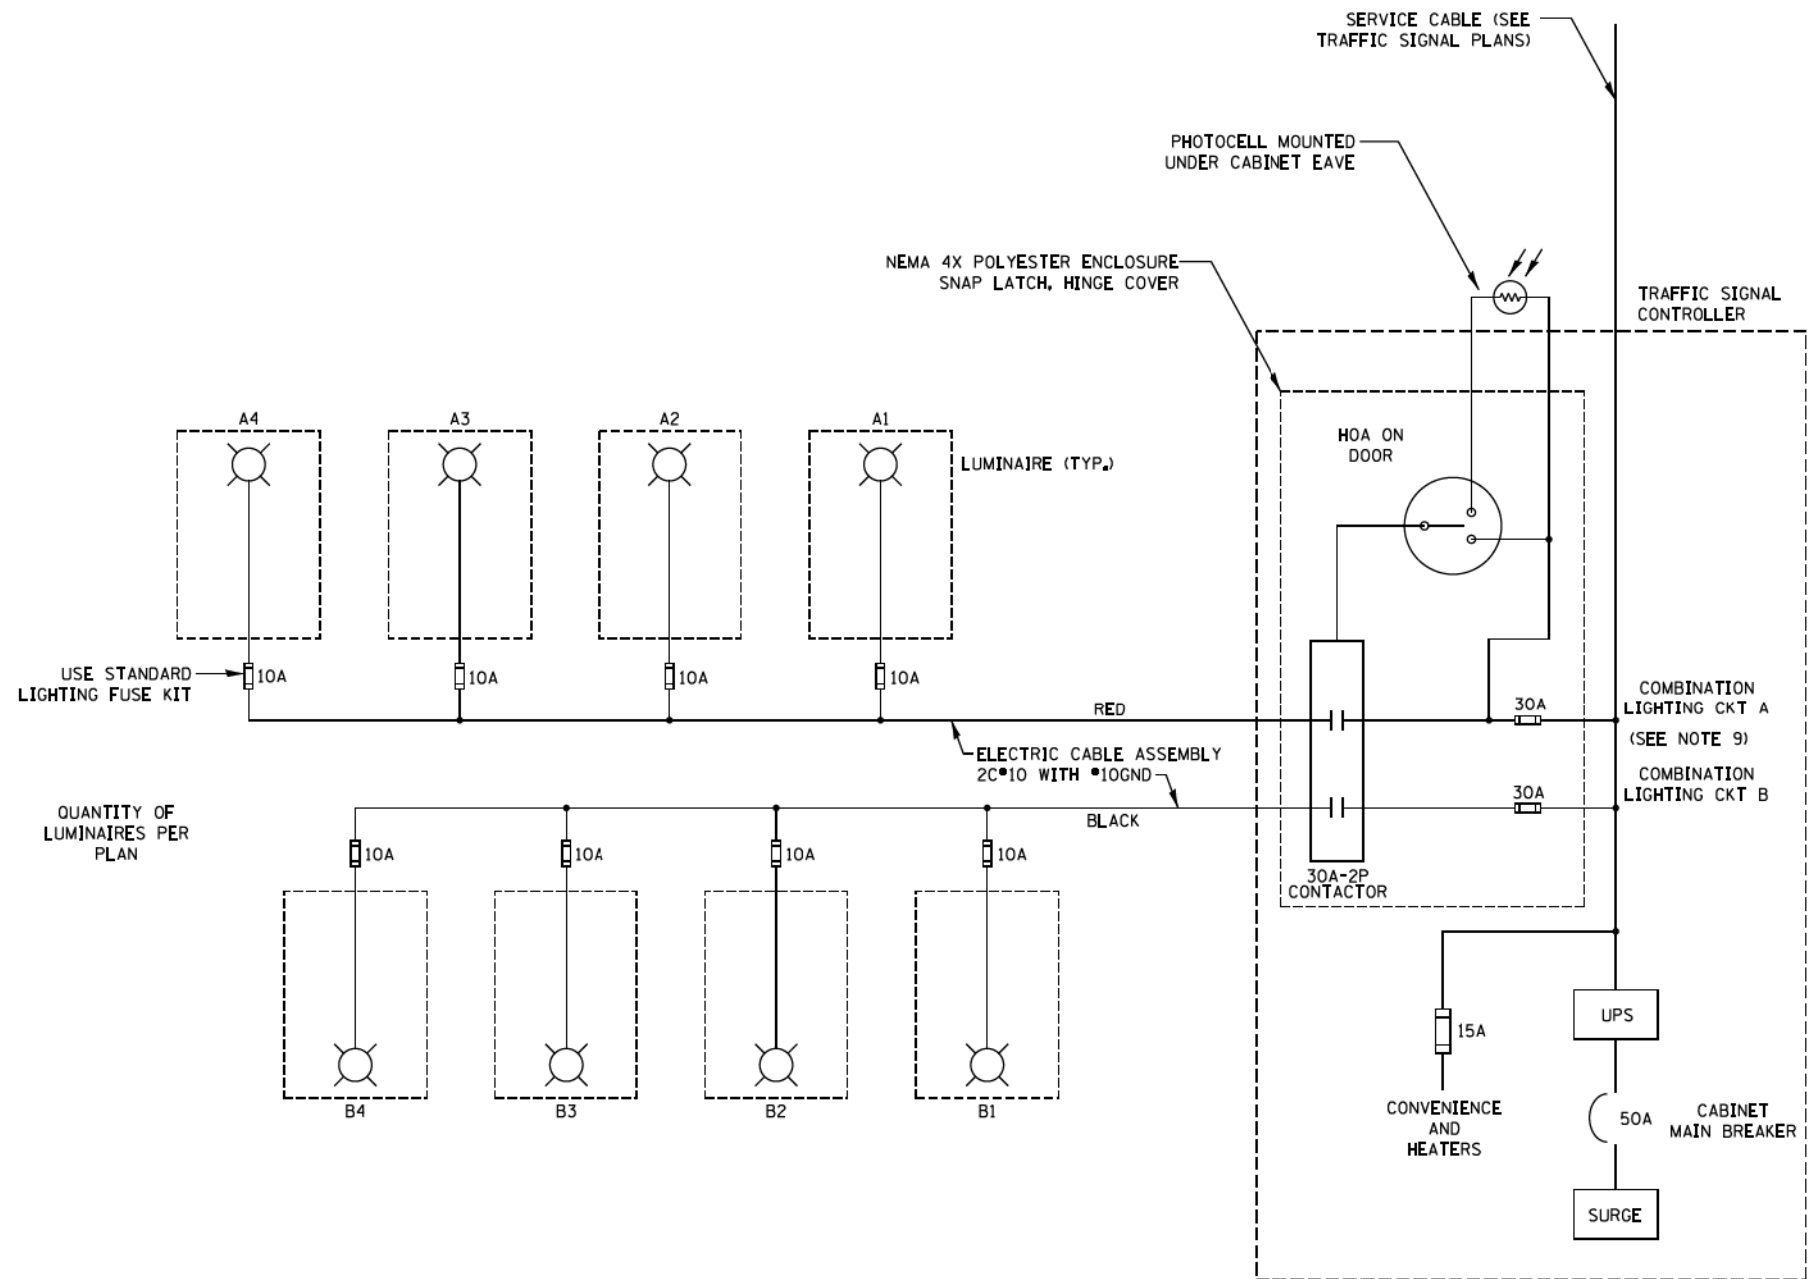 SERVICE CABLE (SEE
TRAFFIC SIGNAL PLANS)
PHOTOCELL MOUNTED
UNDER CABINET EAVE
NEMA 4X POLYESTER ENCLOSURE
SNAP LATCH, HINGE COVER
TRAFFIC SIGNAL
CONTROLLER
HOA ON
DOOR
A4
A3
A2
A1
LUMINAIRE (TYP.)
USE STANDARD
LIGHTING FUSE KIT
10A
10A
10A
10A
RED
30A
COMBINATION
LIGHTING CKT A
(SEE NOTE 9)
ELECTRIC CABLE ASSEMBLY
2C#10 WITH #10GND
COMBINATION
LIGHTING CKT B
30A
BLACK
QUANTITY OF
LUMINAIRES PER
PLAN
10A
10A
10A
10A
30A-2P
CONTACTOR
B4
B3
B2
B1
UPS
15A
CONVENIENCE
AND
HEATERS
50A
CABINET
MAIN BREAKER
SURGE